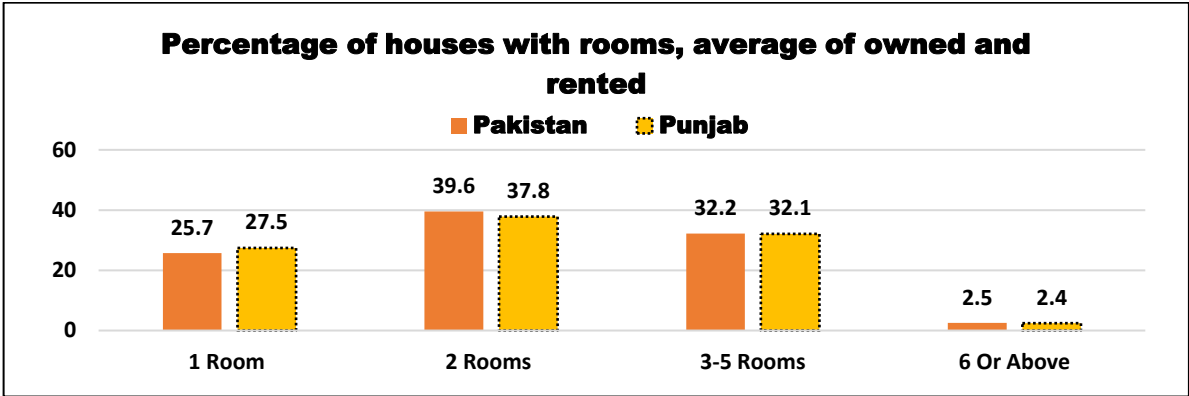 Percentage of houses with rooms, average of owned and
rented
Pakistan Punjab
60
40
20
0
25.7 27.5 39.6 37.8 32.2 32.1 2.5 2.4
1 Room 2 Rooms 3-5 Rooms 6 Or Above